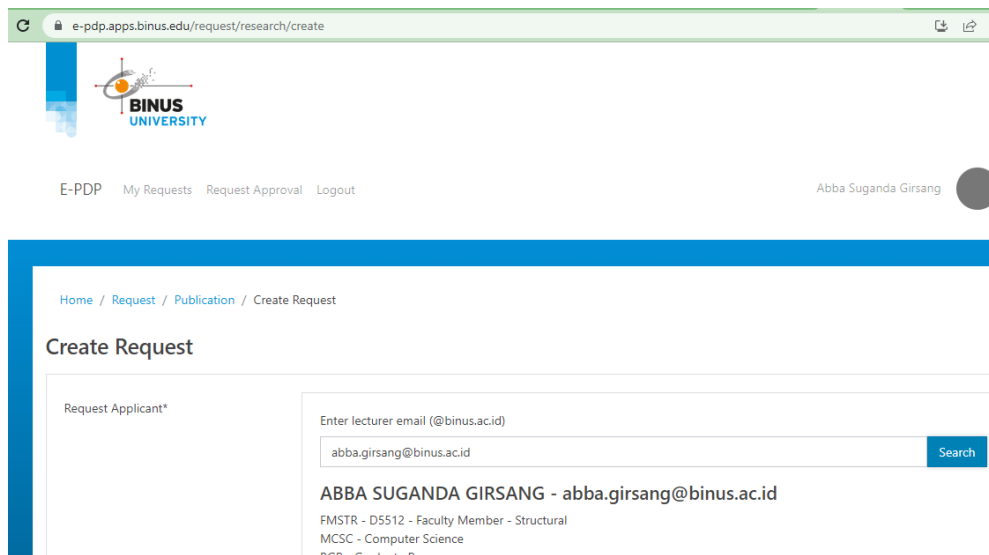 e-pdp.apps.binus.edu/request/research/create
BINUS
UNIVERSITY
E-PDP My Requests Request Approval Logout Abba Suganda Girsang
Home / Request / Publication / Create Request
Create Request
Request Applicant*
Enter lecturer email (@binus.ac.id)
abba.girsang@binus.ac.id Search
ABBA SUGANDA GIRSANG - abba.girsang@binus.ac.id
FMSTR - D5512 - Faculty Member - Structural
MCSC - Computer Science